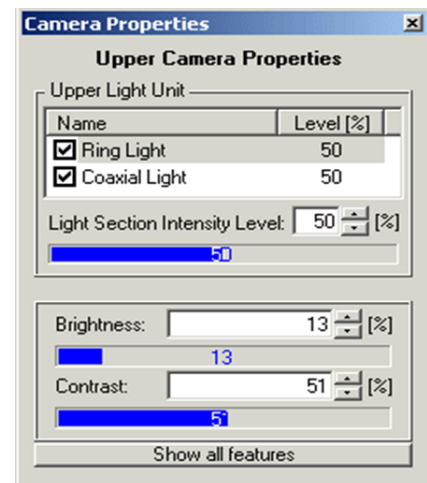 Camera Properties
Upper Camera Properties
Upper Light Unit
Name Level [%]
Ring Light 50
Coaxial Light 50
Light Section Intensity Level: 50 [%]
50
Brightness: 13 [%]
13
Contrast: 51 [%]
51
Show all features